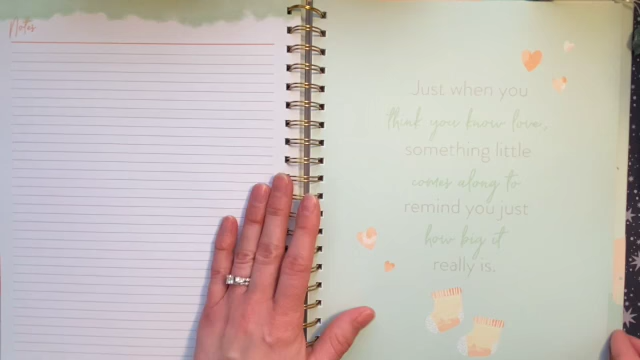 Notes
Just when you
think you know love,
something little
comes along to
remind you just
how big it
really is.